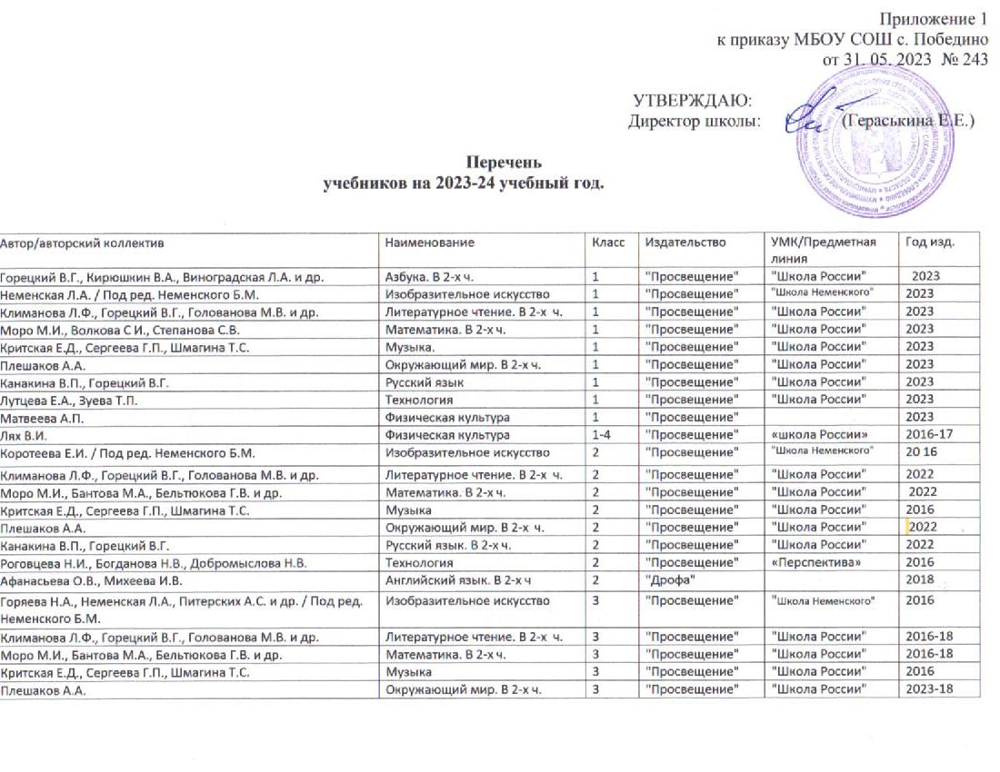 Приложение 1
к приказу МБОУ СОШ с. Победино
от 31. 05. 2023 № 243
УТВЕРЖДАЮ:
Директор школы: (Гераськина Е.Е.)
Перечень
учебников на 2023-24 учебный год.
Автор/авторский коллектив Наименование Класс Издательство УМК/Предметная линия Год изд.
Горецкий В.Г., Кирюшкин В.А., Виноградская Л.А. и др. Азбука. В 2-х ч. 1 "Просвещение" "Школа России" 2023
Неменская Л.А. / Под ред. Неменского Б.М. Изобразительное искусство 1 "Просвещение" "Школа Неменского" 2023
Климанова Л.Ф., Горецкий В.Г., Голованова М.В. и др. Литературное чтение. В 2-х ч. 1 "Просвещение" "Школа России" 2023
Моро М.И., Волкова С И., Степанова С.В. Математика. В 2-х ч. 1 "Просвещение" "Школа России" 2023
Критская Е.Д., Сергеева Г.П., Шмагина Т.С. Музыка. 1 "Просвещение" "Школа России" 2023
Плешаков А.А. Окружающий мир. В 2-х ч. 1 "Просвещение" "Школа России" 2023
Канакина В.П., Горецкий В.Г. Русский язык 1 "Просвещение" "Школа России" 2023
Лутцева Е.А., Зуева Т.П. Технология 1 "Просвещение" "Школа России" 2023
Матвеева А.П. Физическая культура 1 "Просвещение" 2023
Лях В.И. Физическая культура 1-4 "Просвещение" «школа России» 2016-17
Коротеева Е.И. / Под ред. Неменского Б.М. Изобразительное искусство 2 "Просвещение" "Школа Неменского" 20 16
Климанова Л.Ф., Горецкий В.Г., Голованова М.В. и др. Литературное чтение. В 2-х ч. 2 "Просвещение" "Школа России" 2022
Моро М.И., Бантова М.А., Бельтюкова Г.В. и др. Математика. В 2-х ч. 2 "Просвещение" "Школа России" 2022
Критская Е.Д., Сергеева Г.П., Шмагина Т.С. Музыка 2 "Просвещение" "Школа России" 2016
Плешаков А.А. Окружающий мир. В 2-х ч. 2 "Просвещение" "Школа России" 2022
Канакина В.П., Горецкий В.Г. Русский язык. В 2-х ч. 2 "Просвещение" "Школа России" 2022
Роговцева Н.И., Богданова Н.В., Добромыслова Н.В. Технология 2 "Просвещение" «Перспектива» 2016
Афанасьева О.В., Михеева И.В. Английский язык. В 2-х ч 2 "Дрофа" 2018
Горяева Н.А., Неменская Л.А., Питерских А.С. и др. / Под ред. Изобразительное искусство 3 "Просвещение" "Школа Неменского" 2016
Неменского Б.М.
Климанова Л.Ф., Горецкий В.Г., Голованова М.В. и др. Литературное чтение. В 2-х ч. 3 "Просвещение" "Школа России" 2016-18
Моро М.И., Бантова М.А., Бельтюкова Г.В. и др. Математика. В 2-х ч. 3 "Просвещение" "Школа России" 2016-18
Критская Е.Д., Сергеева Г.П., Шмагина Т.С. Музыка 3 "Просвещение" "Школа России" 2016
Плешаков А.А. Окружающий мир. В 2-х ч. 3 "Просвещение" "Школа России" 2023-18